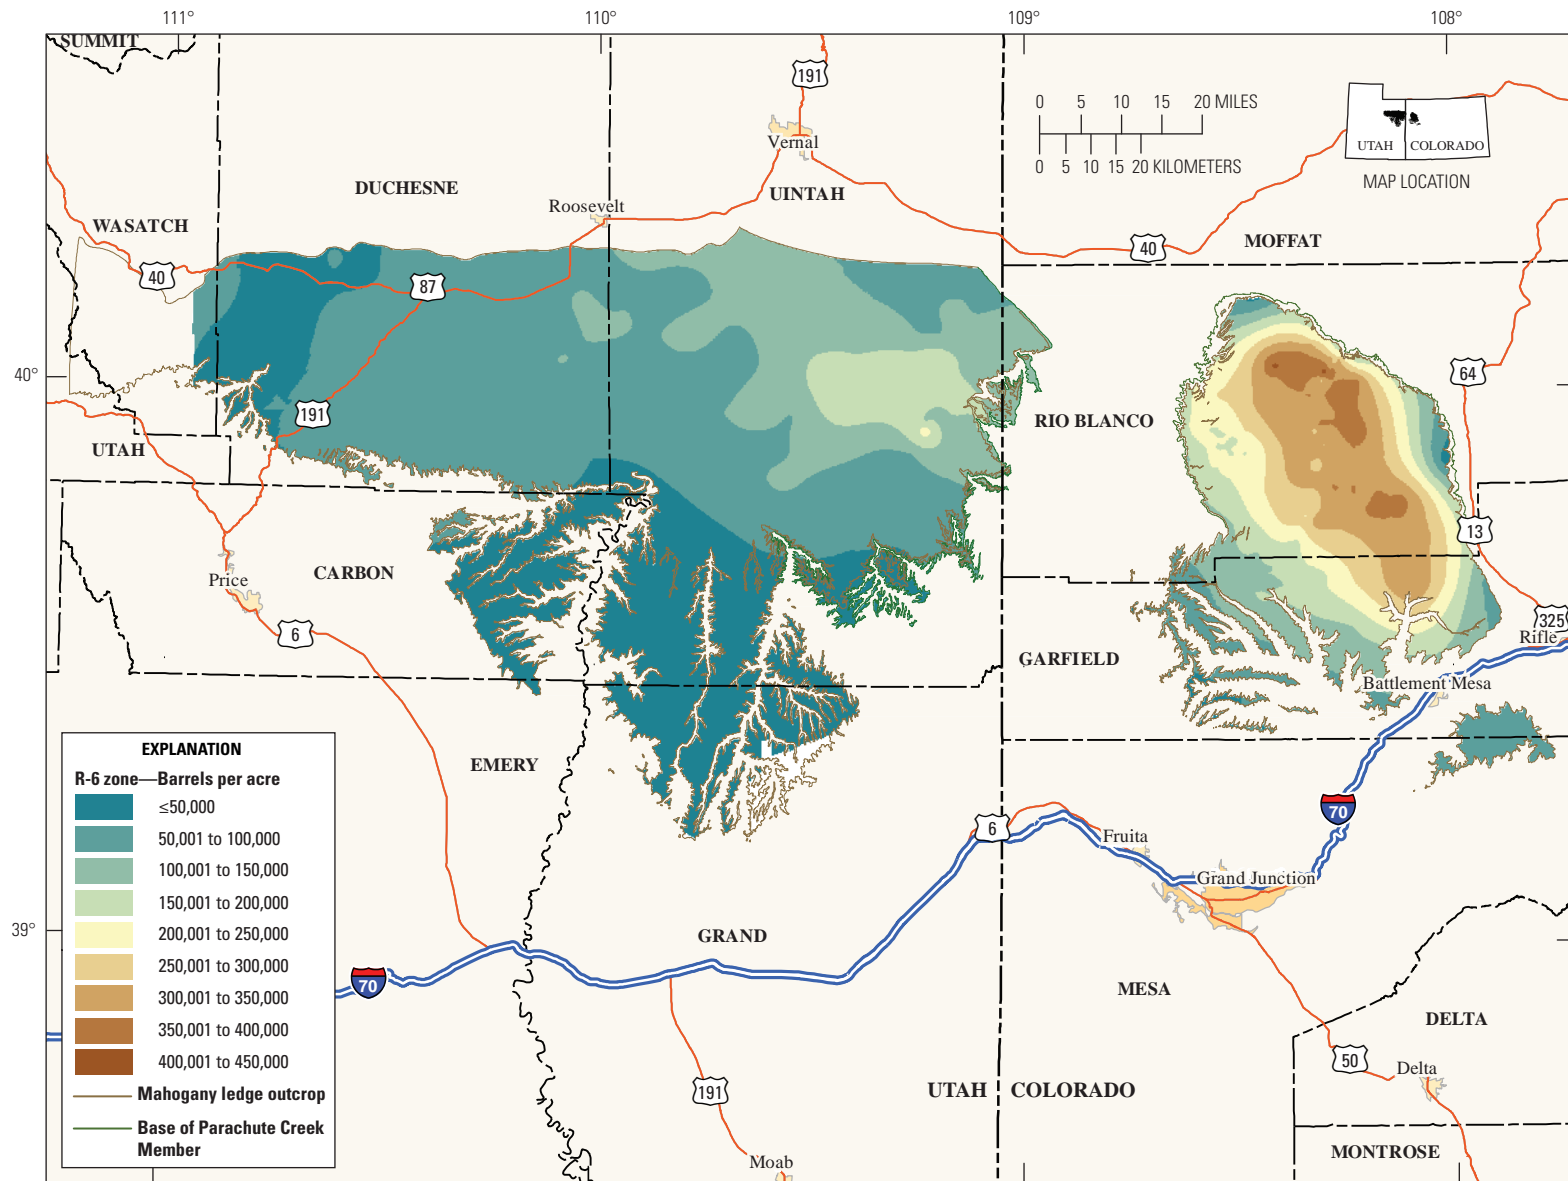 111°
110°
109°
108°
SUMMIT
191
0 5 10 15 20 MILES
0 5 10 15 20 KILOMETERS
UTAH
COLORADO
MAP LOCATION
Vernal
DUCHESNE
UINTAH
Roosevelt
WASATCH
40
87
40
MOFFAT
40°
64
191
RIO BLANCO
UTAH
13
CARBON
Price
6
325
Rifle
GARFIELD
Battlement Mesa
EMERY
70
6
Fruita
Grand Junction
39°
GRAND
70
MESA
DELTA
50
Delta
191
UTAH
COLORADO
MONTROSE
Moab
EXPLANATION
R-6 zone—Barrels per acre
≤50,000
50,001 to 100,000
100,001 to 150,000
150,001 to 200,000
200,001 to 250,000
250,001 to 300,000
300,001 to 350,000
350,001 to 400,000
400,001 to 450,000
Mahogany ledge outcrop
Base of Parachute Creek
Member